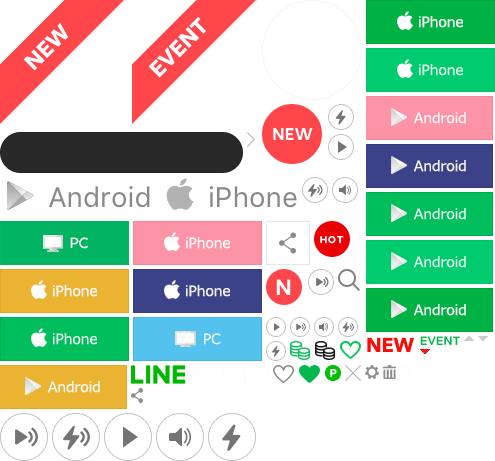 NEW
EVENT
iPhone
iPhone
NEW
Android
Android
Android iPhone
PC
iPhone
HOT
Android
iPhone
iPhone
N
Android
iPhone
PC
Android
NEW
EVENT
Android
LINE
P